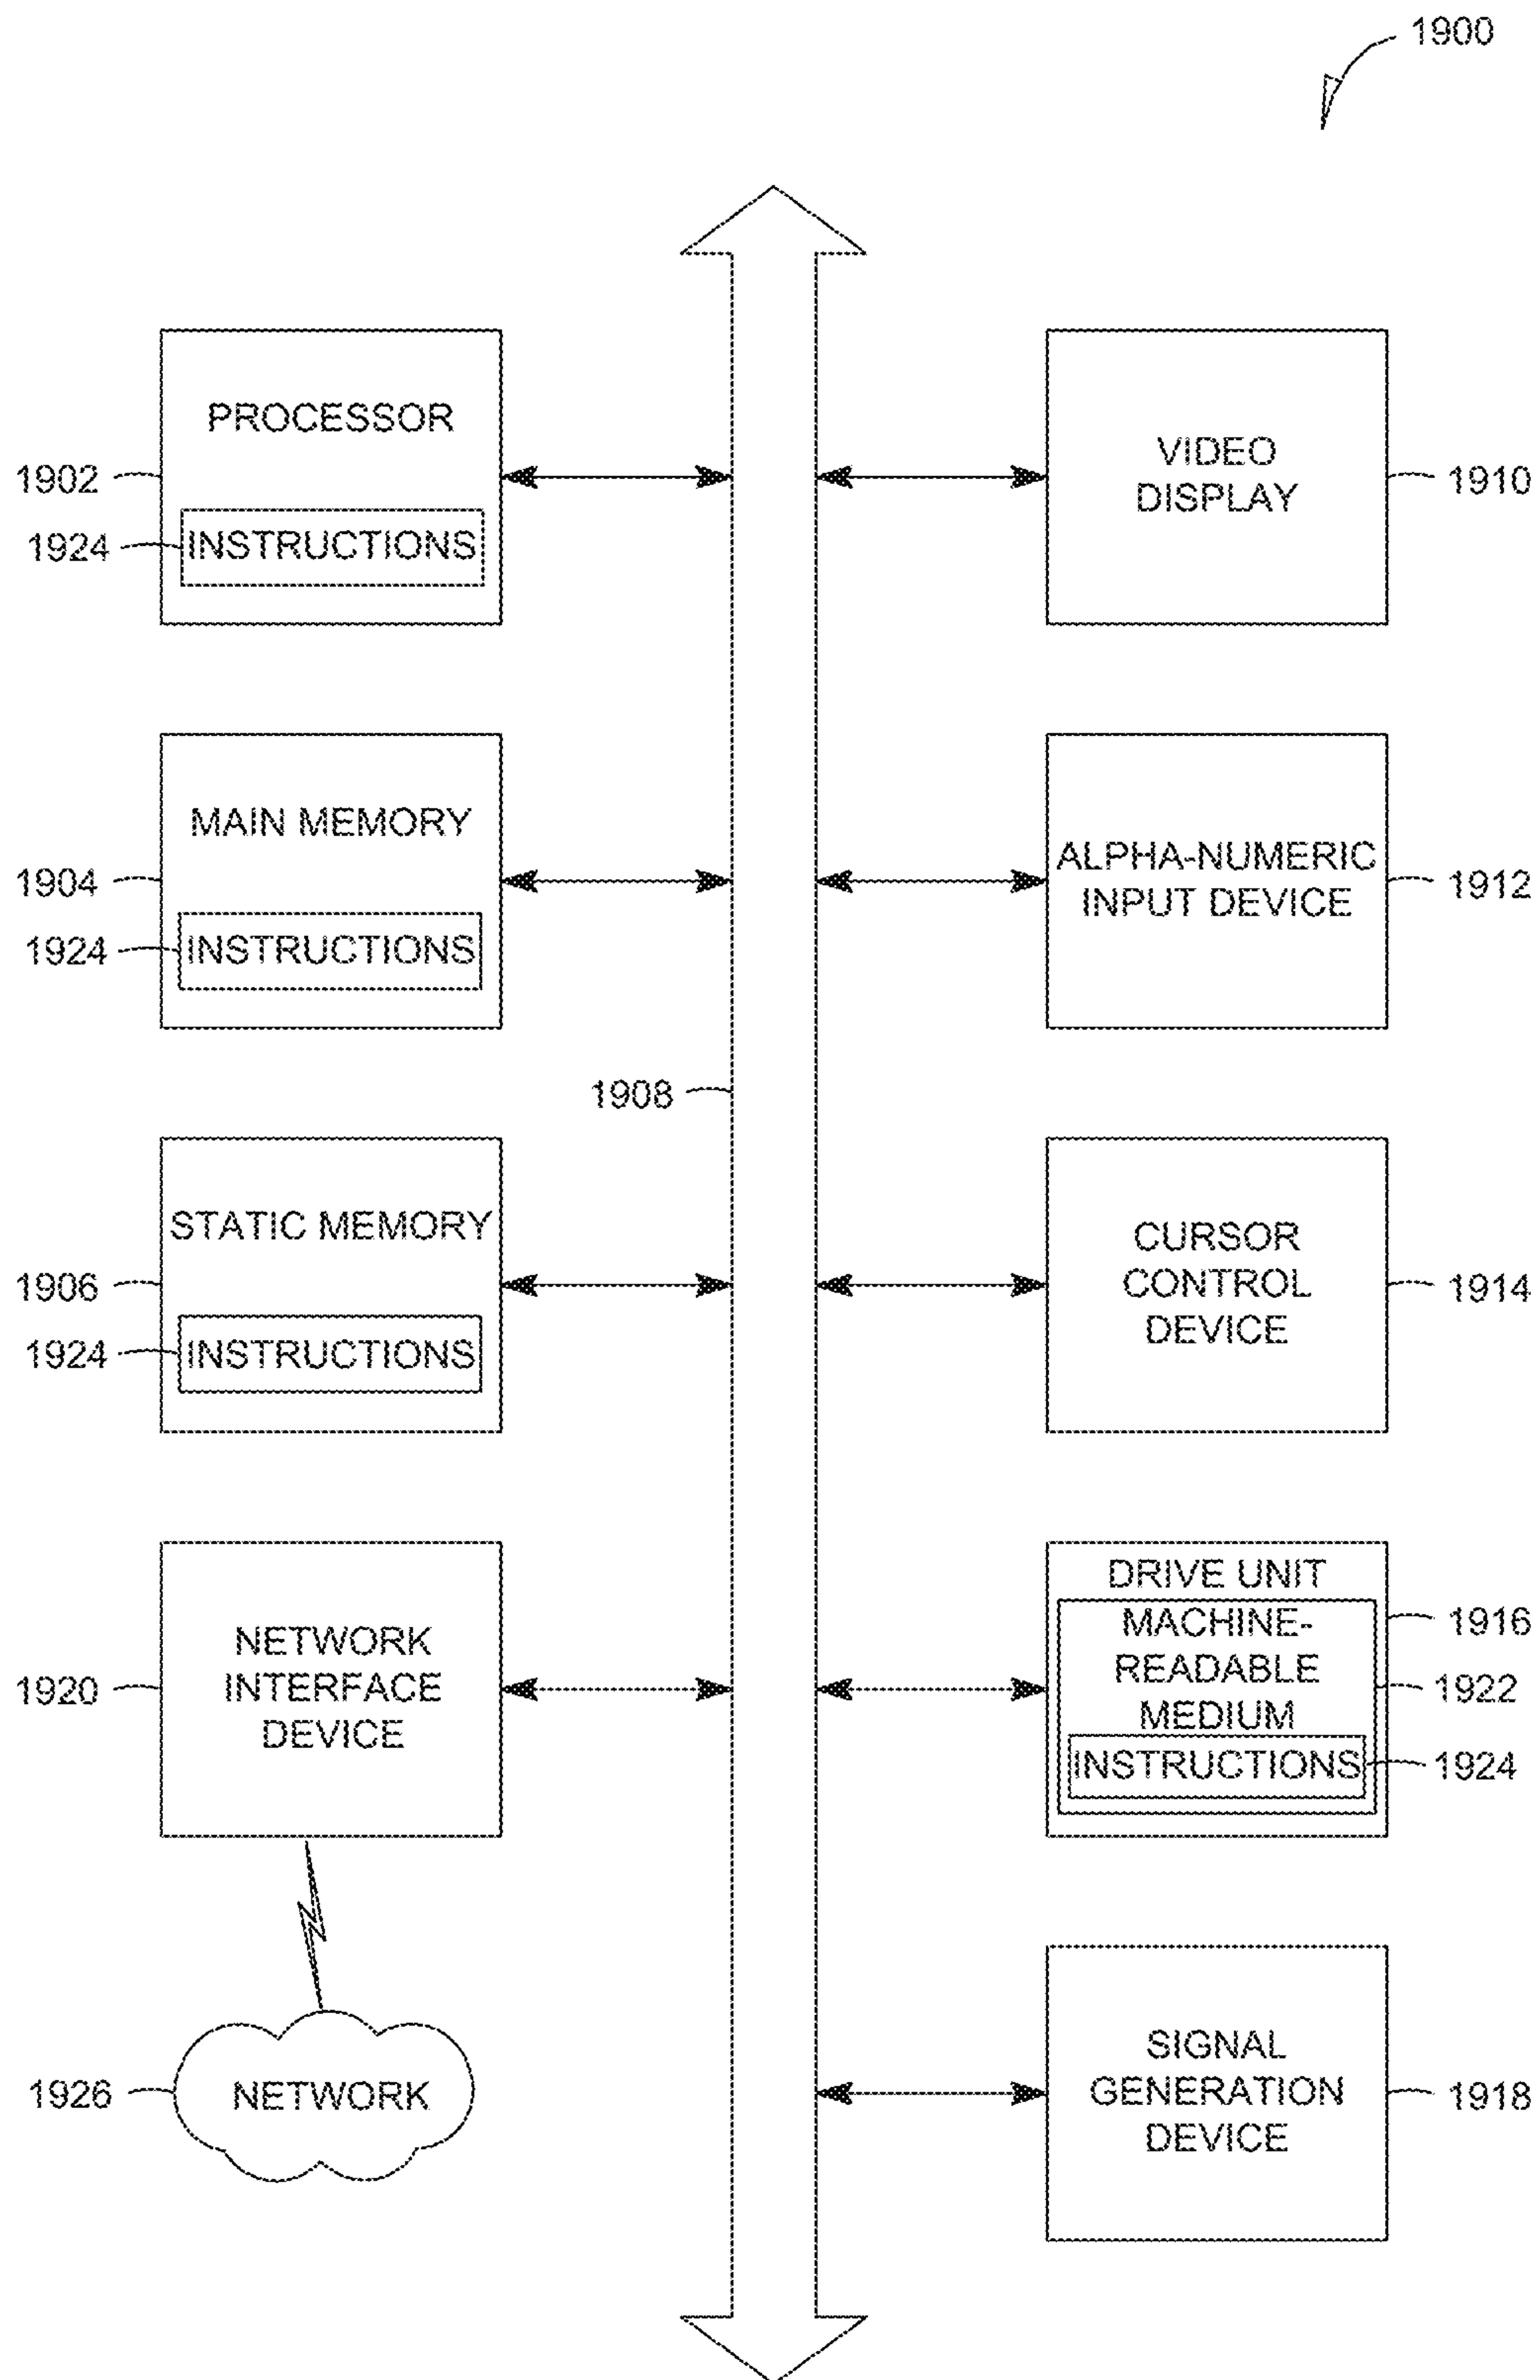 1900
PROCESSOR
1902
1924
INSTRUCTIONS
VIDEO
DISPLAY
1910
MAIN MEMORY
1904
1924
INSTRUCTIONS
ALPHA-NUMERIC
INPUT DEVICE
1912
1908
STATIC MEMORY
1906
1924
INSTRUCTIONS
CURSOR
CONTROL
DEVICE
1914
NETWORK
INTERFACE
DEVICE
1920
DRIVE UNIT
MACHINE-
READABLE
MEDIUM
INSTRUCTIONS
1916
1922
1924
1926
NETWORK
SIGNAL
GENERATION
DEVICE
1918